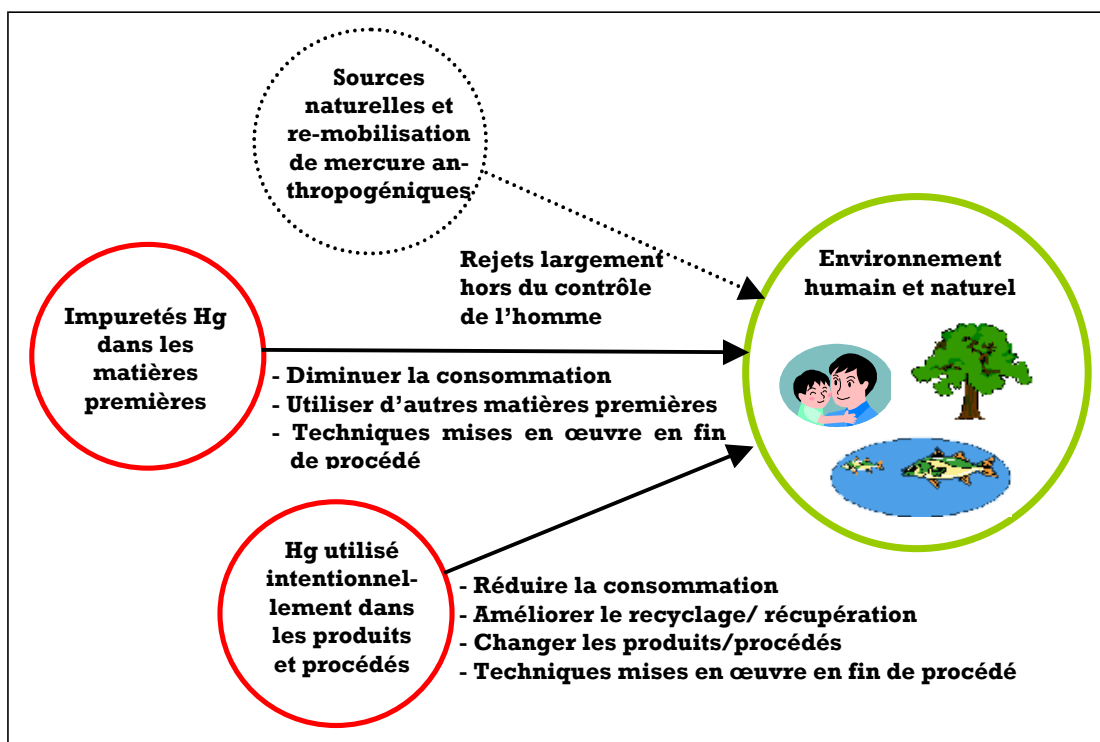 Sources
naturelles et
re-mobilisation
de mercure an-
thropogéniques
Rejets largement
hors du contrôle
de l’homme
Environnement
humain et naturel
Impuretés Hg
dans les
matières
premières
- Diminuer la consommation
- Utiliser d’autres matières premières
- Techniques mises en œuvre en fin
de procédé
Hg utilisé
intentionnel-
lement dans
les produits
et procédés
- Réduire la consommation
- Améliorer le recyclage/ récupération
- Changer les produits/procédés
- Techniques mises en œuvre en fin de procédé